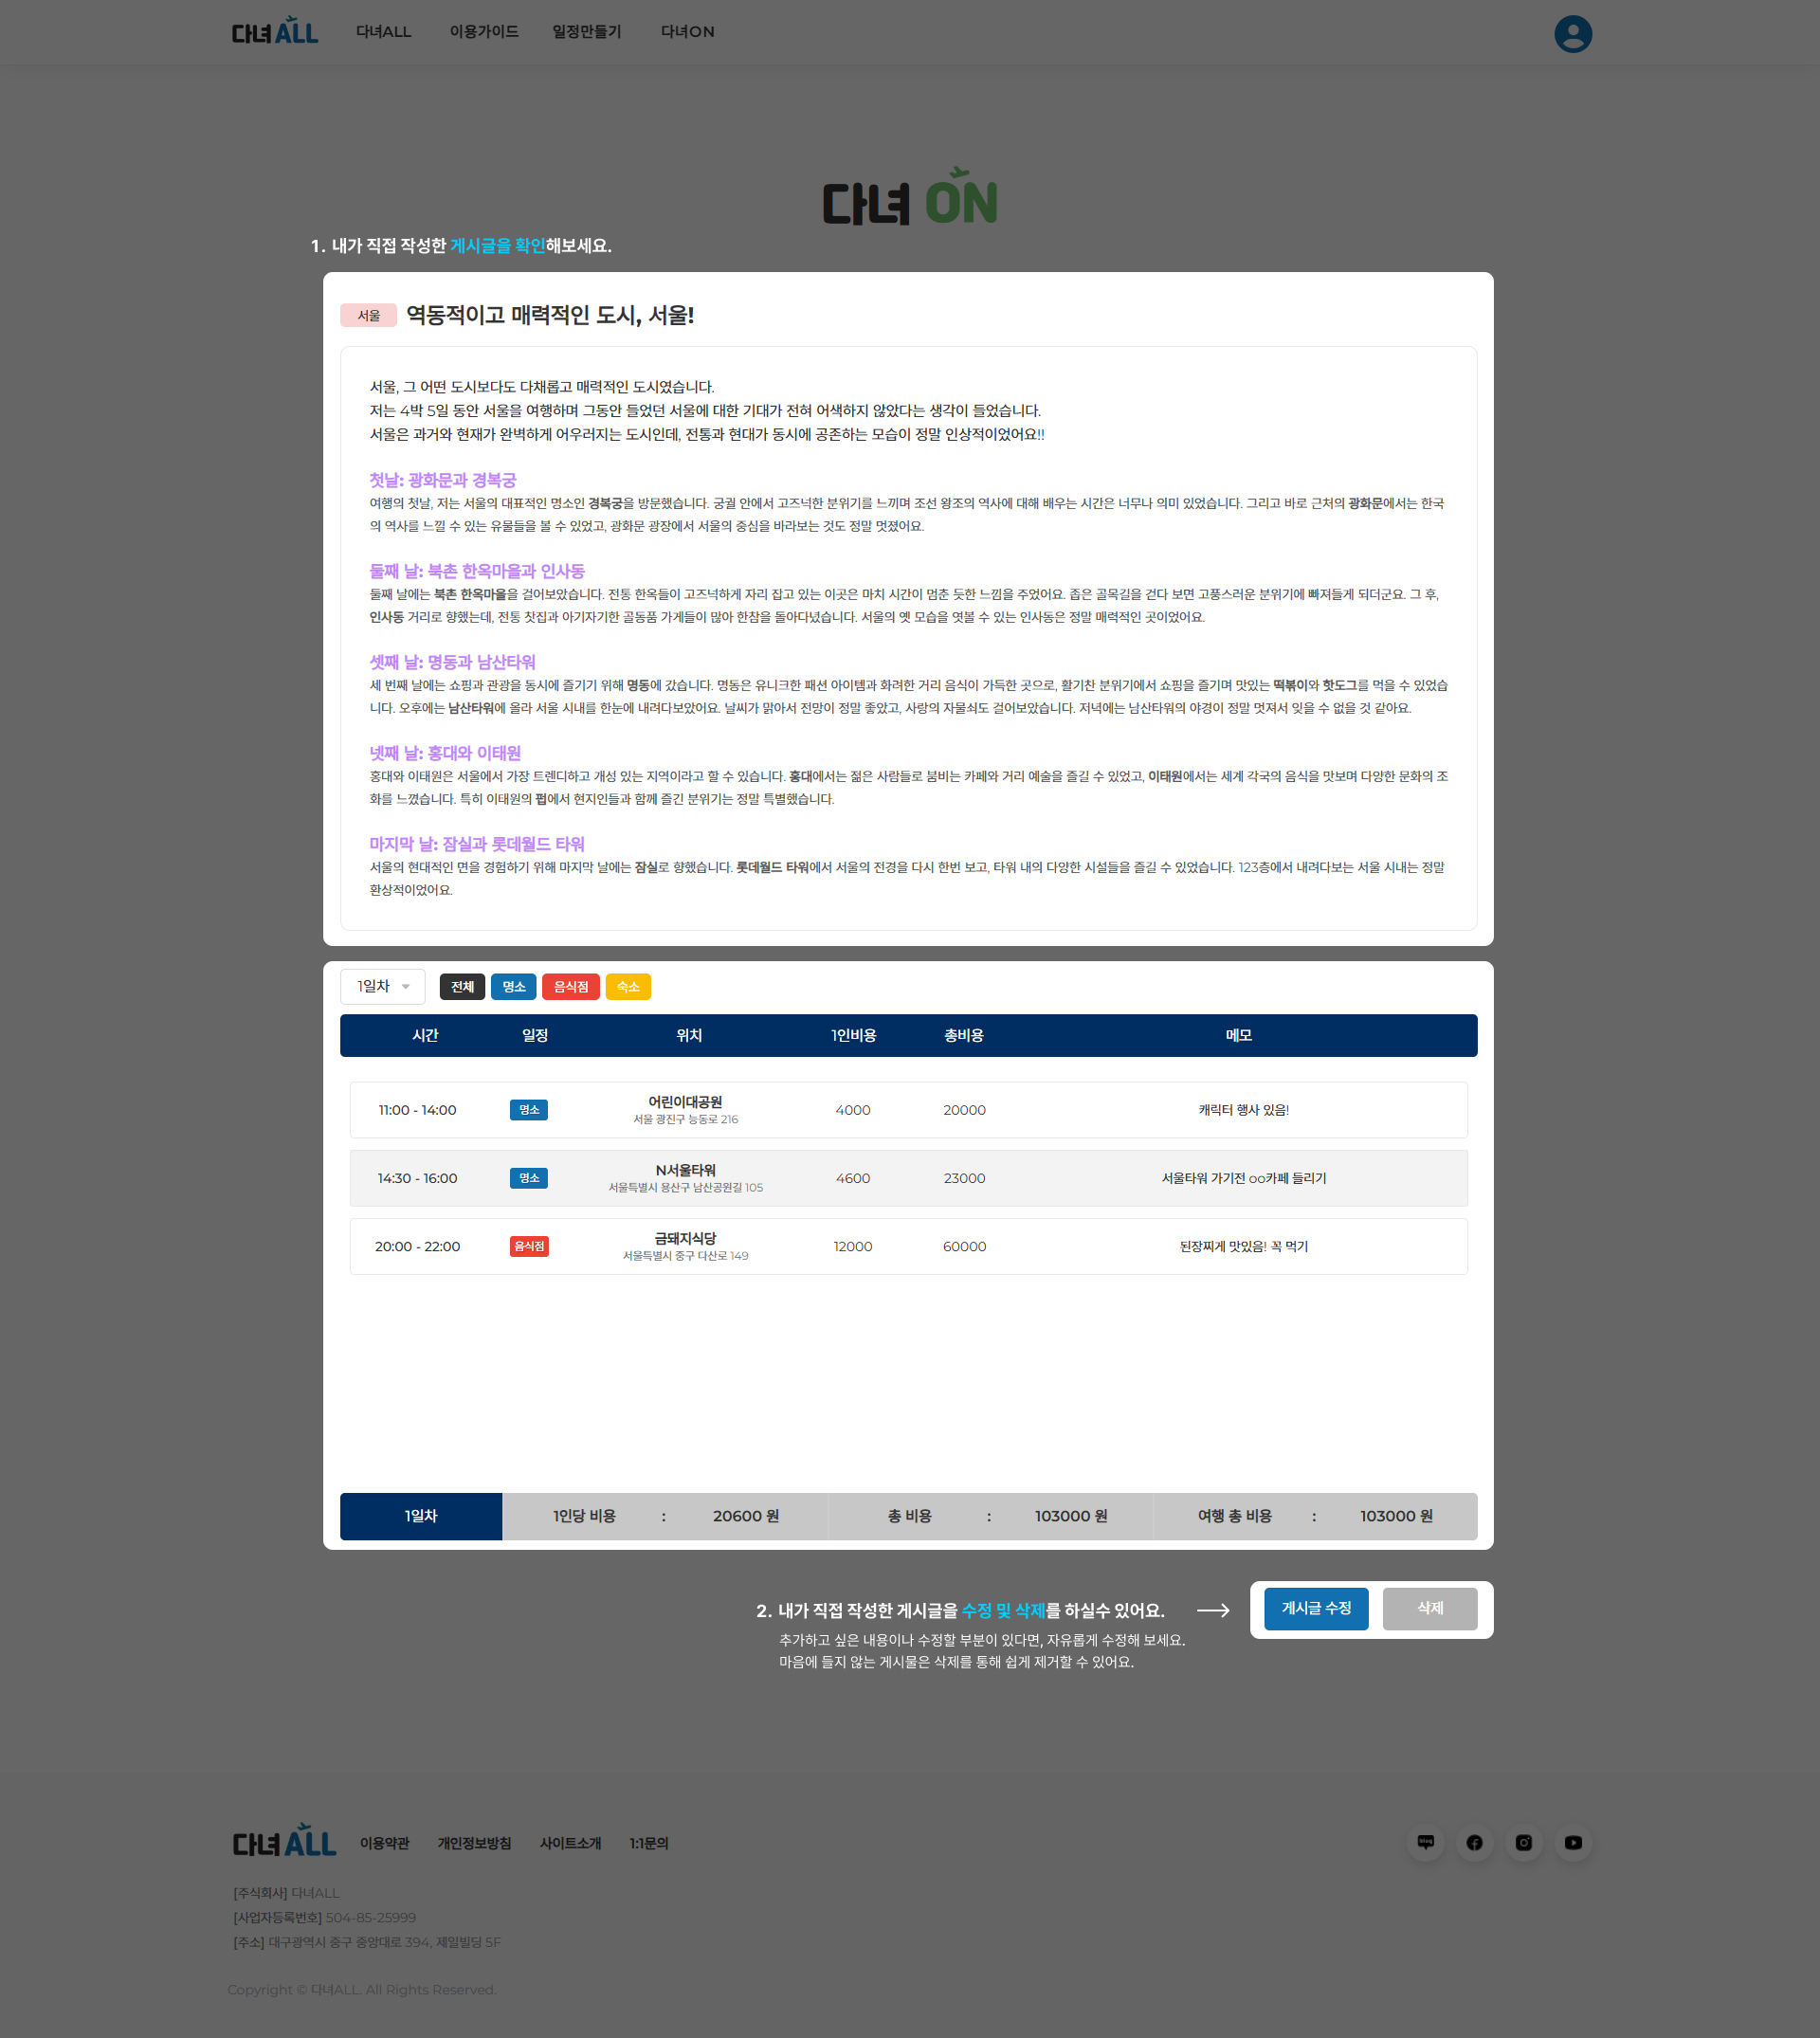 다녀ALL 다녀ALL 이용가이드 일정만들기 다녀ON
다녀 ON
1. 내가 직접 작성한 게시글을 확인해보세요.
서울 역동적이고 매력적인 도시, 서울!
서울, 그 어떤 도시보다도 다채롭고 매력적인 도시였습니다.
저는 4박 5일 동안 서울을 여행하며 그동안 들었던 서울에 대한 기대가 전혀 어색하지 않았다는 생각이 들었습니다.
서울은 과거와 현재가 완벽하게 어우러지는 도시인데, 전통과 현대가 동시에 공존하는 모습이 정말 인상적이었어요!!
첫날: 광화문과 경복궁
여행의 첫날, 저는 서울의 대표적인 명소인 경복궁을 방문했습니다. 궁궐 안에서 고즈넉한 분위기를 느끼며 조선 왕조의 역사에 대해 배우는 시간은 너무나 의미 있었습니다. 그리고 바로 근처의 광화문에서는 한국
의 역사를 느낄 수 있는 유물들을 볼 수 있었고, 광화문 광장에서 서울의 중심을 바라보는 것도 정말 멋졌어요.
둘째 날: 북촌 한옥마을과 인사동
둘째 날에는 북촌 한옥마을을 걸어보았습니다. 전통 한옥들이 고즈넉하게 자리 잡고 있는 이곳은 마치 시간이 멈춘 듯한 느낌을 주었어요. 좁은 골목길을 걷다 보면 고풍스러운 분위기에 빠져들게 되더군요. 그 후,
인사동 거리로 향했는데, 전통 찻집과 아기자기한 골동품 가게들이 많아 한참을 돌아다녔습니다. 서울의 옛 모습을 엿볼 수 있는 인사동은 정말 매력적인 곳이었어요.
셋째 날: 명동과 남산타워
세 번째 날에는 쇼핑과 관광을 동시에 즐기기 위해 명동에 갔습니다. 명동은 유니크한 패션 아이템과 화려한 거리 음식이 가득한 곳으로, 활기찬 분위기에서 쇼핑을 즐기며 맛있는 떡볶이와 핫도그를 먹을 수 있었습
니다. 오후에는 남산타워에 올라 서울 시내를 한눈에 내려다보았어요. 날씨가 맑아서 전망이 정말 좋았고, 사랑의 자물쇠도 걸어보았습니다. 저녁에는 남산타워의 야경이 정말 멋져서 잊을 수 없을 것 같아요.
넷째 날: 홍대와 이태원
홍대와 이태원은 서울에서 가장 트렌디하고 개성 있는 지역이라고 할 수 있습니다. 홍대에서는 젊은 사람들로 붐비는 카페와 거리 예술을 즐길 수 있었고, 이태원에서는 세계 각국의 음식을 맛보며 다양한 문화의 조
화를 느꼈습니다. 특히 이태원의 펍에서 현지인들과 함께 즐긴 분위기는 정말 특별했습니다.
마지막 날: 잠실과 롯데월드 타워
서울의 현대적인 면을 경험하기 위해 마지막 날에는 잠실로 향했습니다. 롯데월드 타워에서 서울의 전경을 다시 한번 보고, 타워 내의 다양한 시설들을 즐길 수 있었습니다. 123층에서 내려다보는 서울 시내는 정말
환상적이었어요.
1일차 전체 명소 음식점 숙소
시간 일정 위치 1인비용 총비용 메모
11:00 - 14:00 명소 어린이대공원 4000 20000 캐릭터 행사 있음!
서울 광진구 능동로 216
14:30 - 16:00 명소 N서울타워 4600 23000 서울타워 가기전 oo카페 들리기
서울특별시 용산구 남산공원길 105
20:00 - 22:00 음식점 금돼지식당 12000 60000 된장찌게 맛있음! 꼭 먹기
서울특별시 중구 다산로 149
1일차 1인당 비용 : 20600 원 총 비용 : 103000 원 여행 총 비용 : 103000 원
2. 내가 직접 작성한 게시글을 수정 및 삭제를 하실수 있어요. 게시글 수정 삭제
추가하고 싶은 내용이나 수정할 부분이 있다면, 자유롭게 수정해 보세요.
마음에 들지 않는 게시물은 삭제를 통해 쉽게 제거할 수 있어요.
다녀ALL 이용약관 개인정보방침 사이트소개 1:1문의
[주식회사] 다녀ALL
[사업자등록번호] 504-85-25999
[주소] 대구광역시 중구 중앙대로 394, 제일빌딩 5F
Copyright © 다녀ALL. All Rights Reserved.